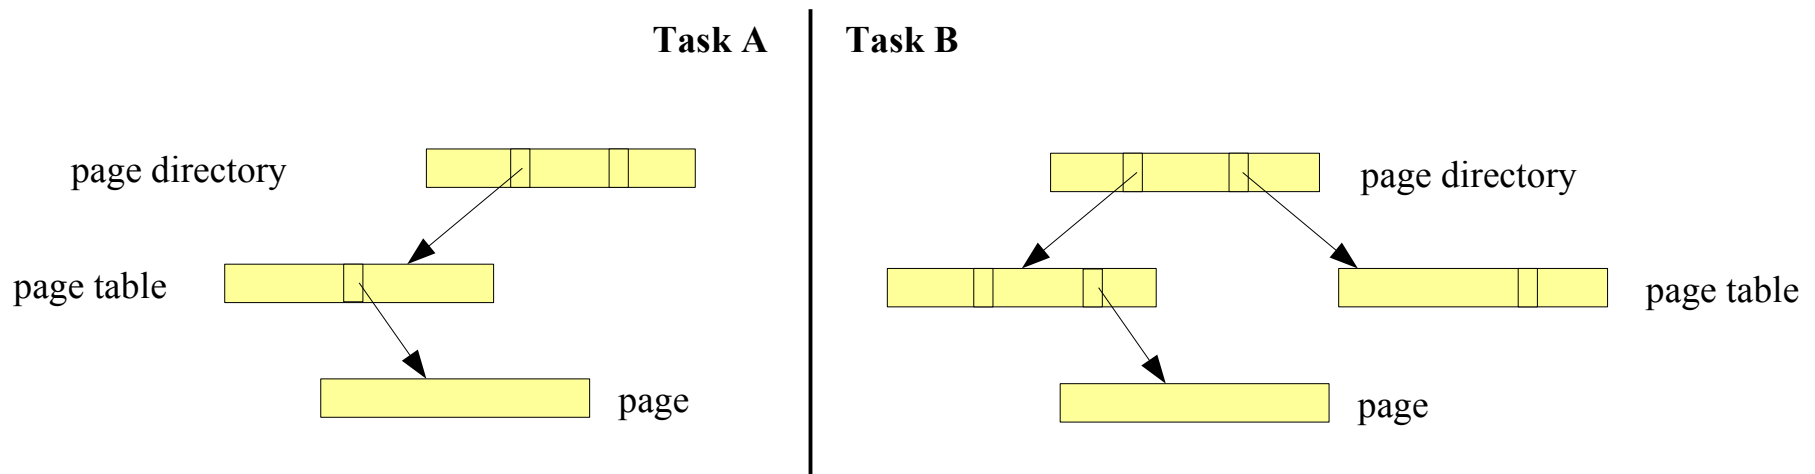 Task A
Task B
page directory
page directory
page table
page table
page
page